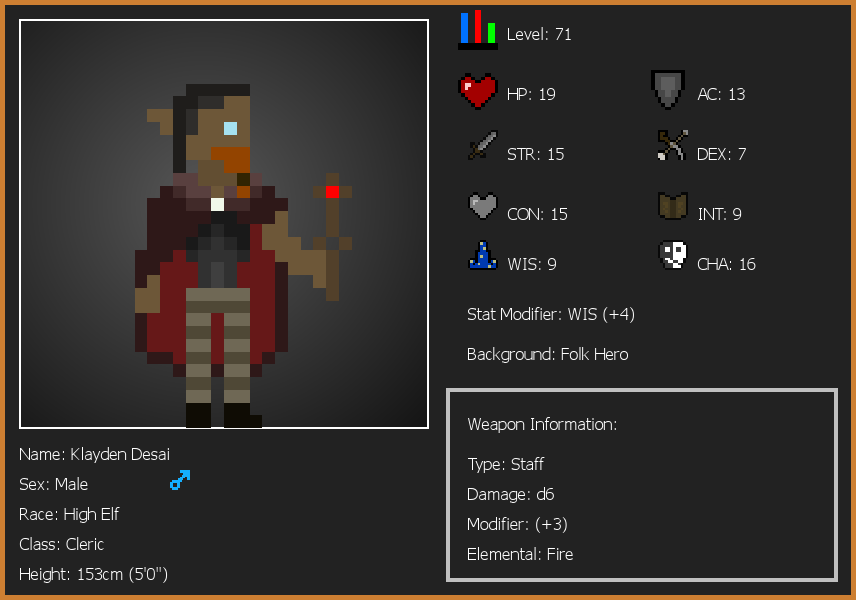 Level: 71
HP: 19
AC: 13
STR: 15
DEX: 7
CON: 15
INT: 9
WIS: 9
CHA: 16
Stat Modifier: WIS (+4)
Background: Folk Hero
Weapon Information:
Type: Staff
Damage: d6
Modifier: (+3)
Elemental: Fire
Name: Klayden Desai
Sex: Male
Race: High Elf
Class: Cleric
Height: 153cm (5'0")